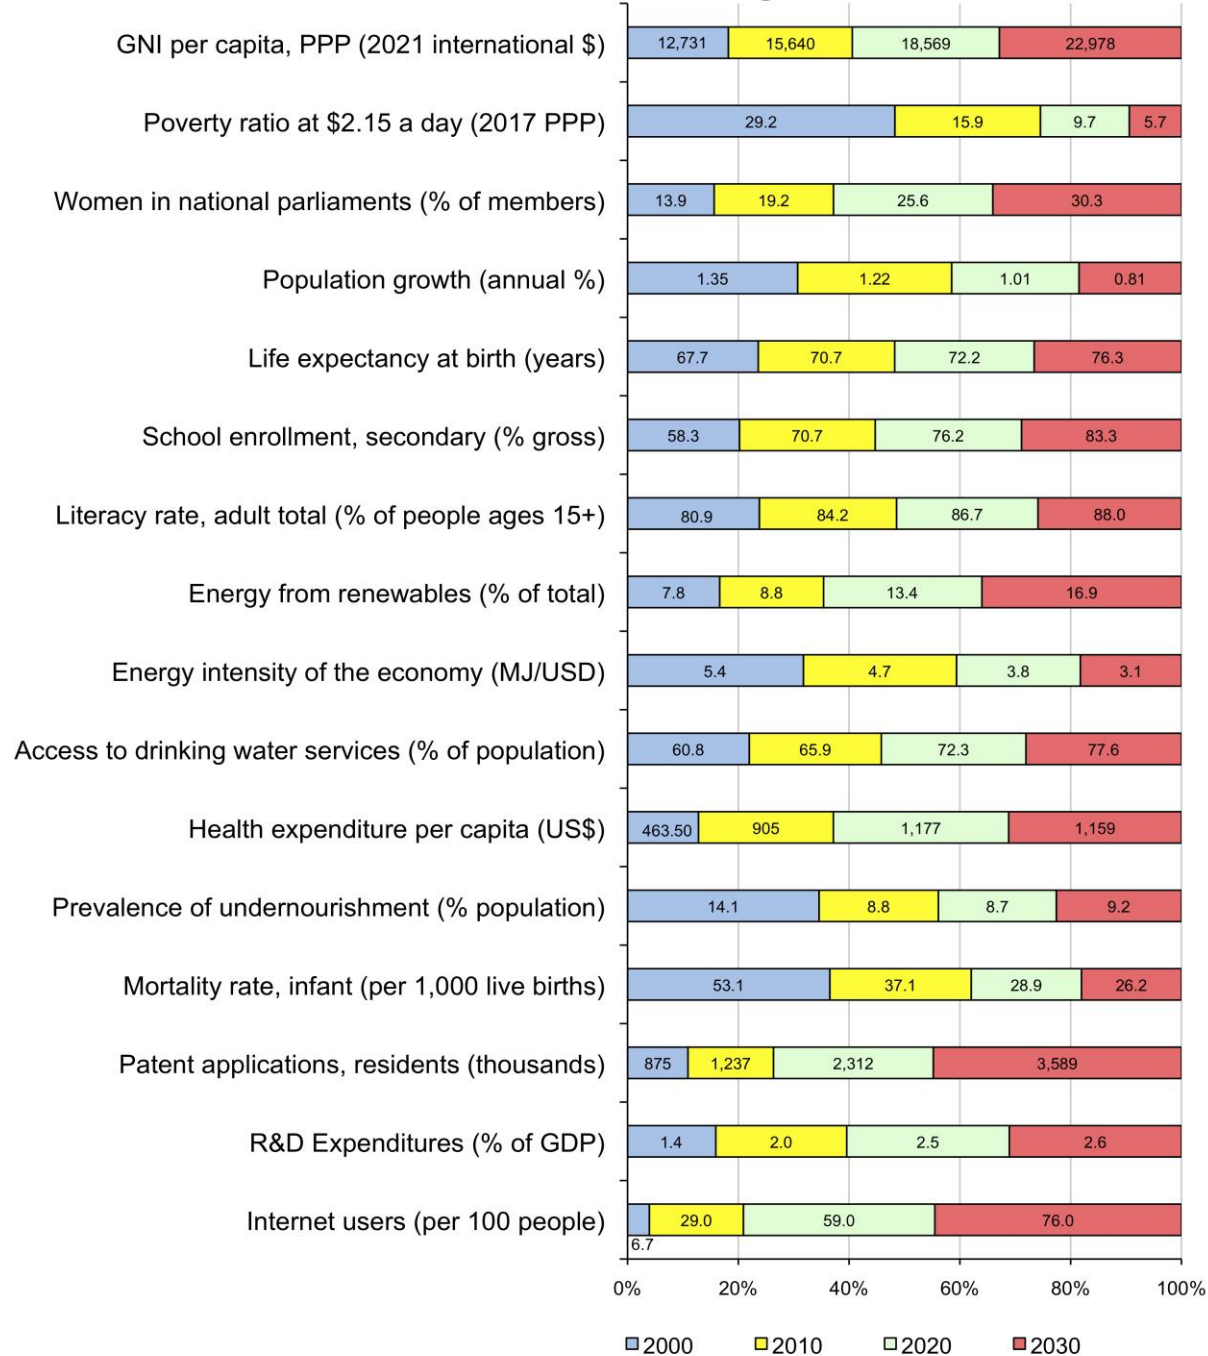 GNI per capita, PPP (2021 international $) 12,731 15,640 18,569 22,978
Poverty ratio at $2.15 a day (2017 PPP) 29.2 15.9 9.7 5.7
Women in national parliaments (% of members) 13.9 19.2 25.6 30.3
Population growth (annual %) 1.35 1.22 1.01 0.81
Life expectancy at birth (years) 67.7 70.7 72.2 76.3
School enrollment, secondary (% gross) 58.3 70.7 76.2 83.3
Literacy rate, adult total (% of people ages 15+) 80.9 84.2 86.7 88.0
Energy from renewables (% of total) 7.8 8.8 13.4 16.9
Energy intensity of the economy (MJ/USD) 5.4 4.7 3.8 3.1
Access to drinking water services (% of population) 60.8 65.9 72.3 77.6
Health expenditure per capita (US$) 463.50 905 1,177 1,159
Prevalence of undernourishment (% population) 14.1 8.8 8.7 9.2
Mortality rate, infant (per 1,000 live births) 53.1 37.1 28.9 26.2
Patent applications, residents (thousands) 875 1,237 2,312 3,589
R&D Expenditures (% of GDP) 1.4 2.0 2.5 2.6
Internet users (per 100 people) 29.0 59.0 76.0
6.7
0% 20% 40% 60% 80% 100%
2000 2010 2020 2030